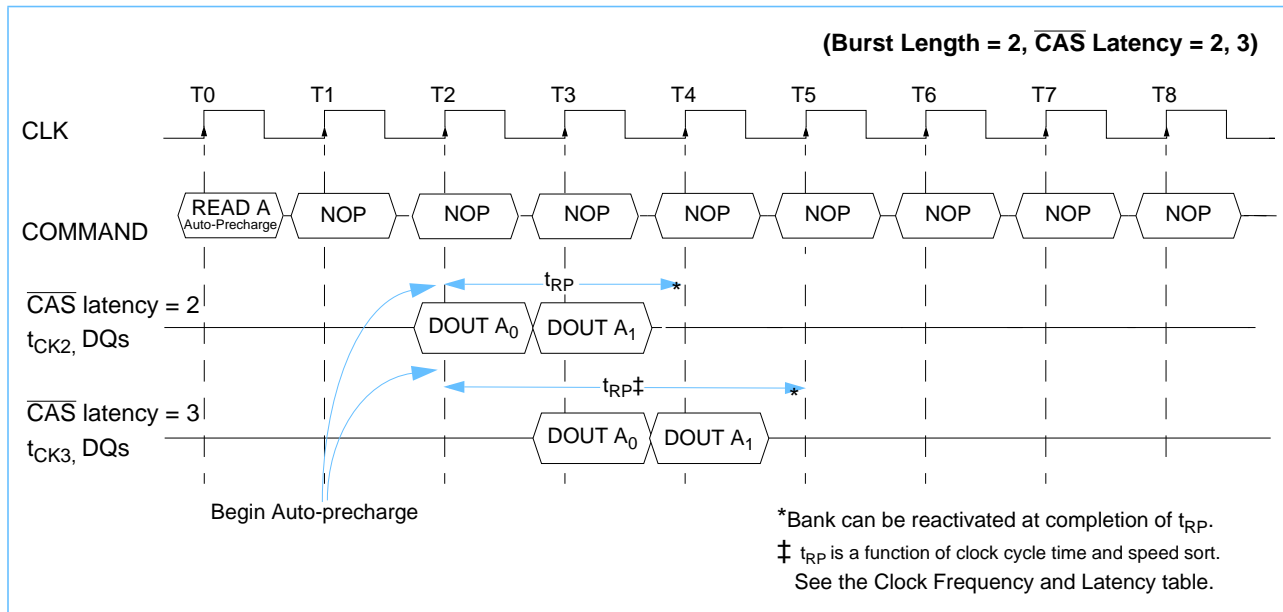 (Burst Length = 2, CAS Latency = 2, 3)
T0 T1 T2 T3 T4 T5 T6 T7 T8
CLK
COMMAND
READ A
Auto-Precharge
NOP NOP NOP NOP NOP NOP NOP NOP
CAS latency = 2
tCK2, DQs
tRP
*
DOUT A0 DOUT A1
CAS latency = 3
tCK3, DQs
tRP‡
*
DOUT A0 DOUT A1
Begin Auto-precharge
*Bank can be reactivated at completion of tRP.
‡ tRP is a function of clock cycle time and speed sort.
See the Clock Frequency and Latency table.